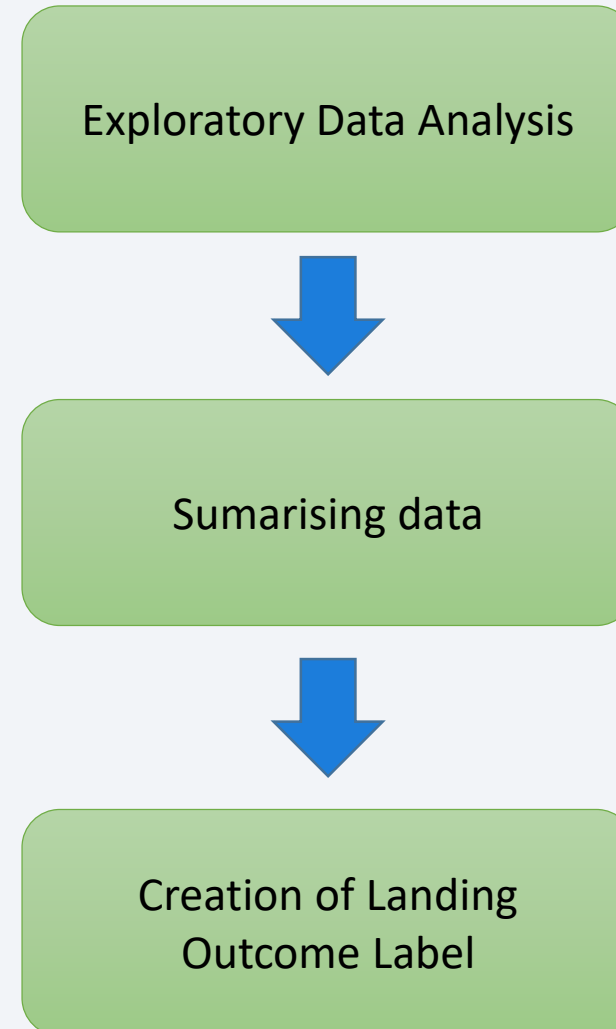 Exploratory Data Analysis
Sumarising data
Creation of Landing
Outcome Label